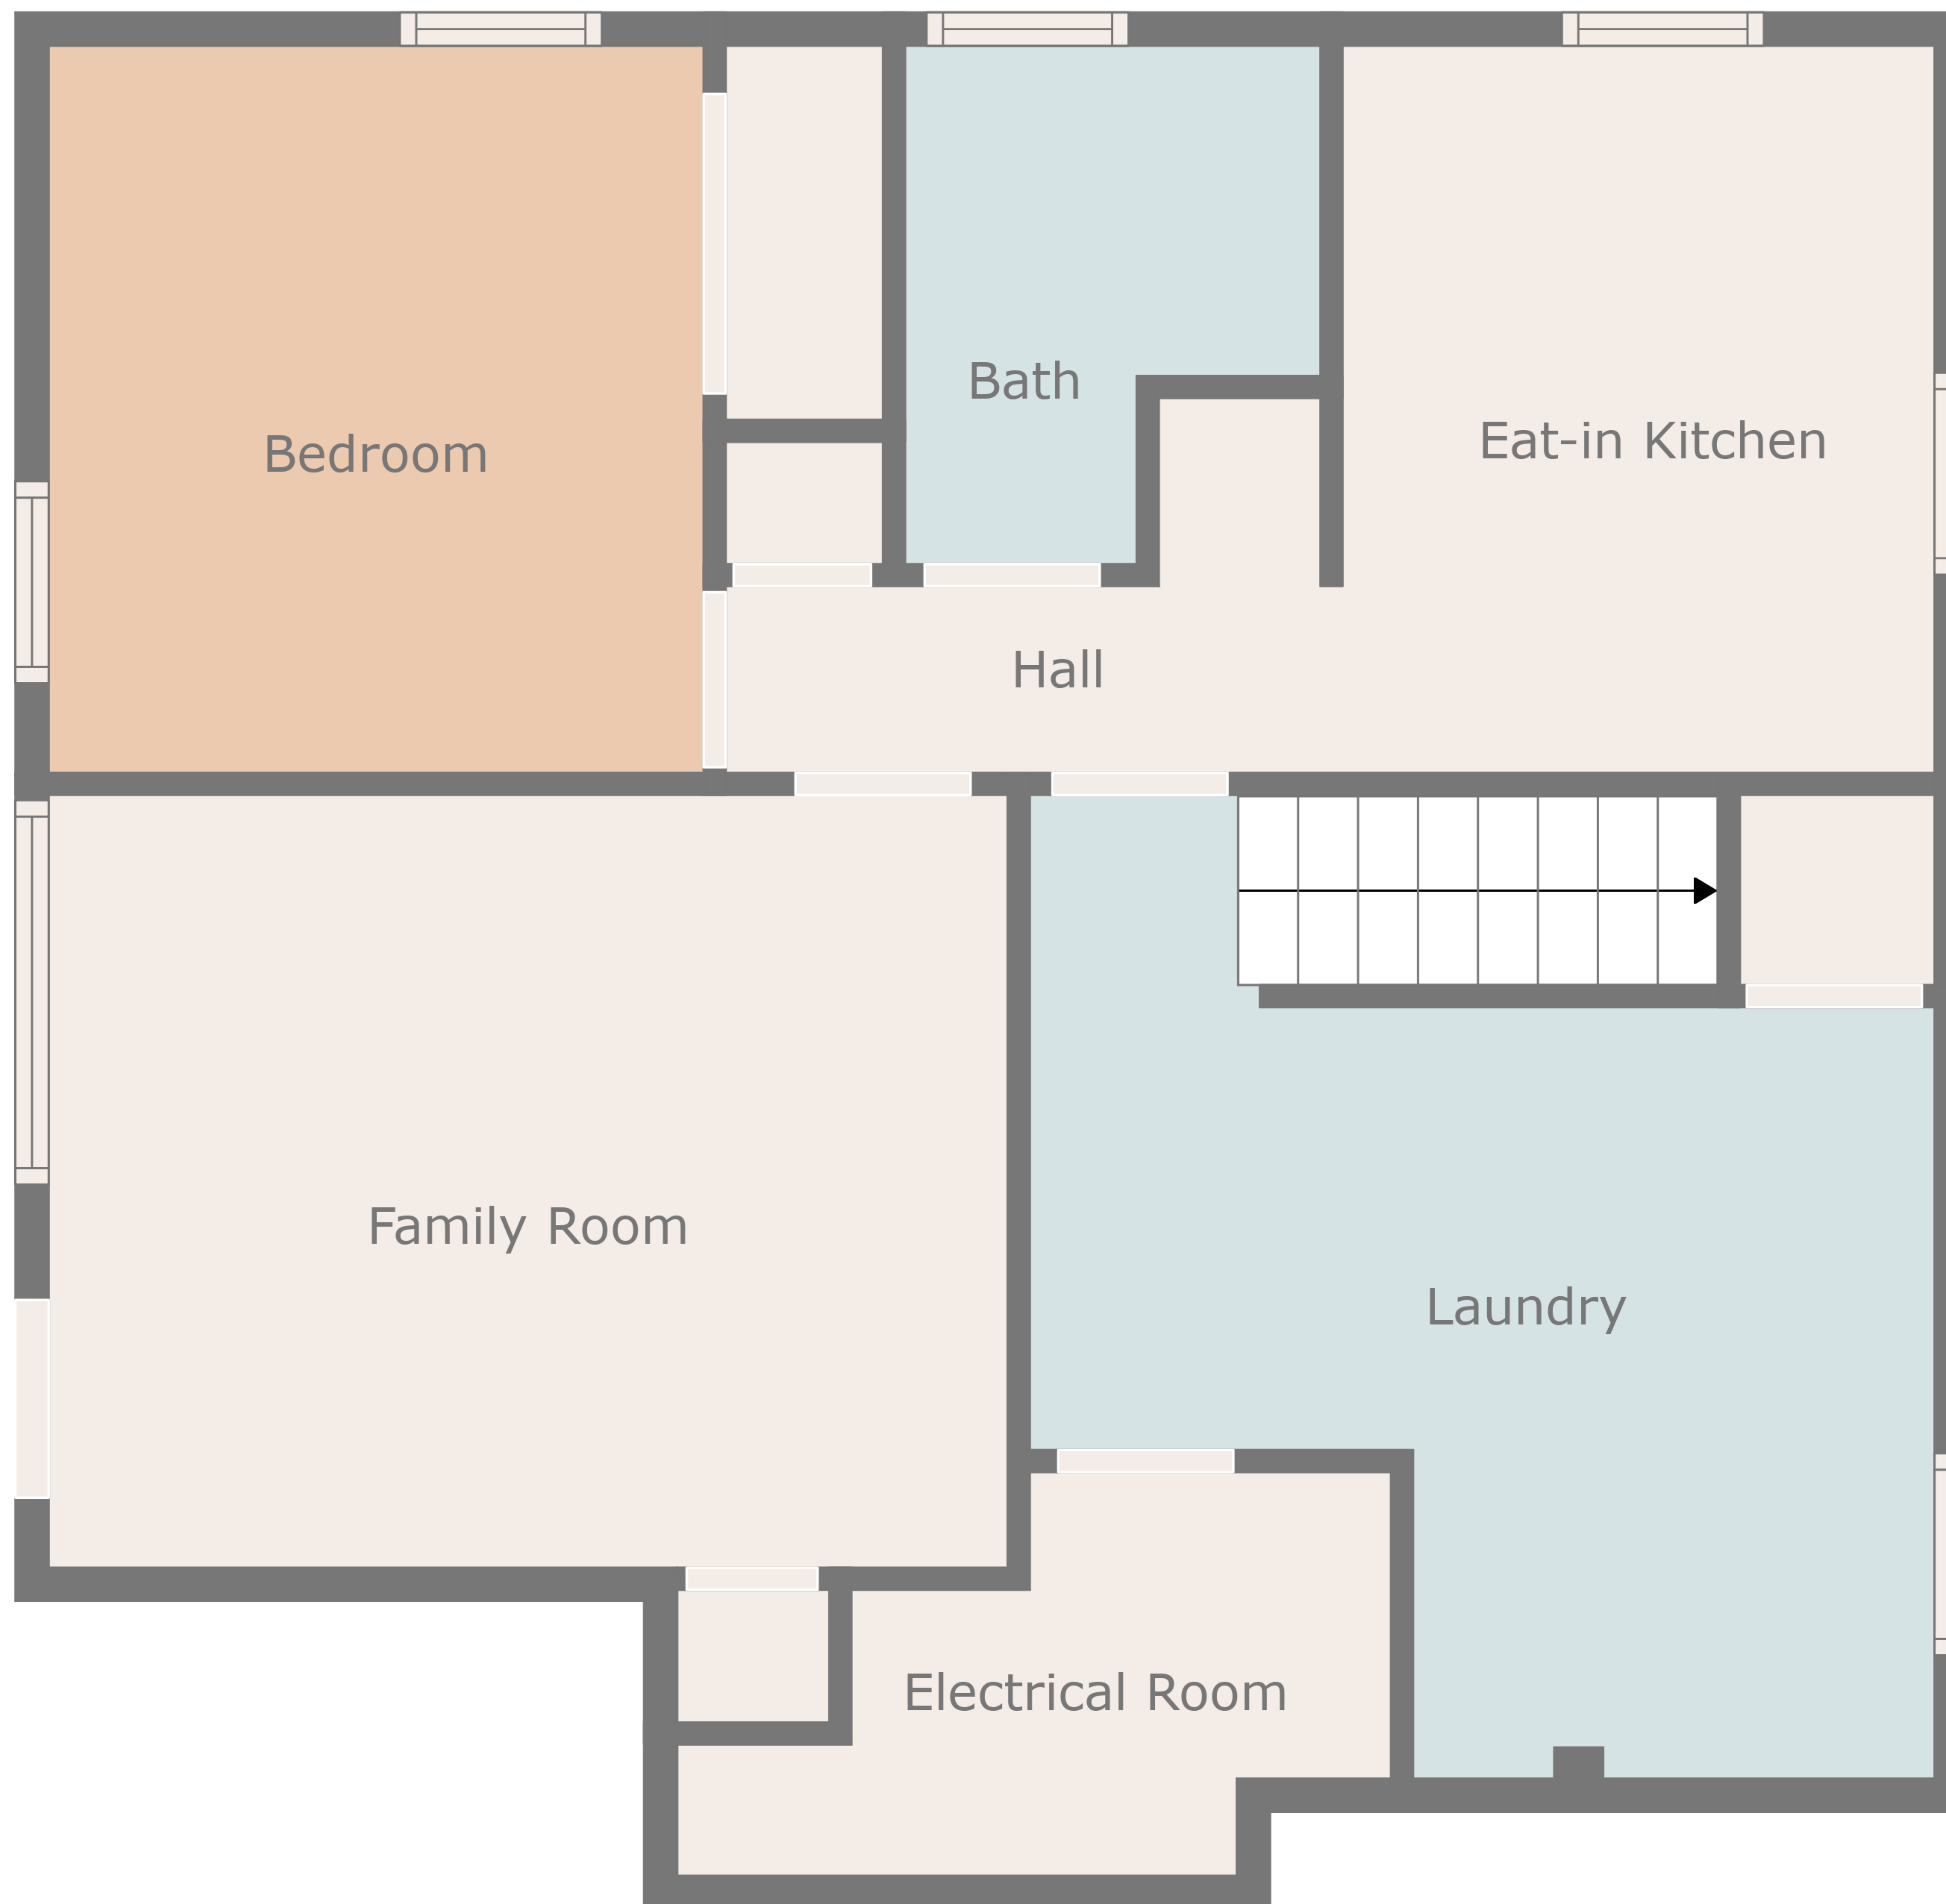 Bath
Eat-in Kitchen
Bedroom
Hall
Family Room
Laundry
Electrical Room